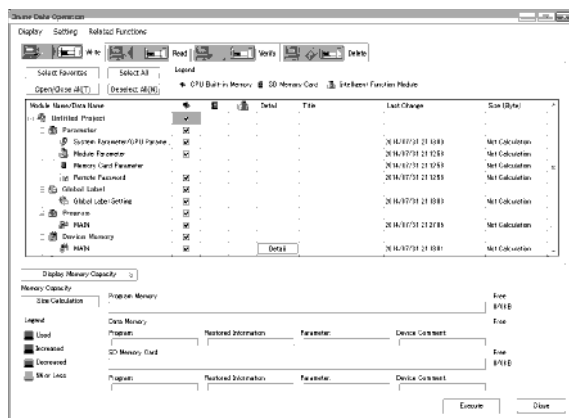 Online Data Operation
Display Setting Related Functions
Write Read Verify Delete
Select Favorites Select All Legend
Open/Close All(T) Deselect All(N) CPU Built-in Memory SD Memory Card Intelligent Function Module
Module Name/Data Name Detail Title Last Change Size (Byte)
Untitled Project
Parameter
System Parameter/CPU Parame.. Not Calculation
Module Parameter Not Calculation
Memory Card Parameter Not Calculation
Remote Password Not Calculation
Global Label
Global Label Setting Not Calculation
Program
MAIN Not Calculation
Device Memory
MAIN Detail Not Calculation
Display Memory Capacity
Memory Capacity
Size Calculation Program Memory Free
Legend Data Memory Free
Used Program: Restored Information Parameter: Device Comment:
Increased SD Memory Card Free
Decreased
5% or Less Program: Restored Information Parameter: Device Comment:
Execute Close